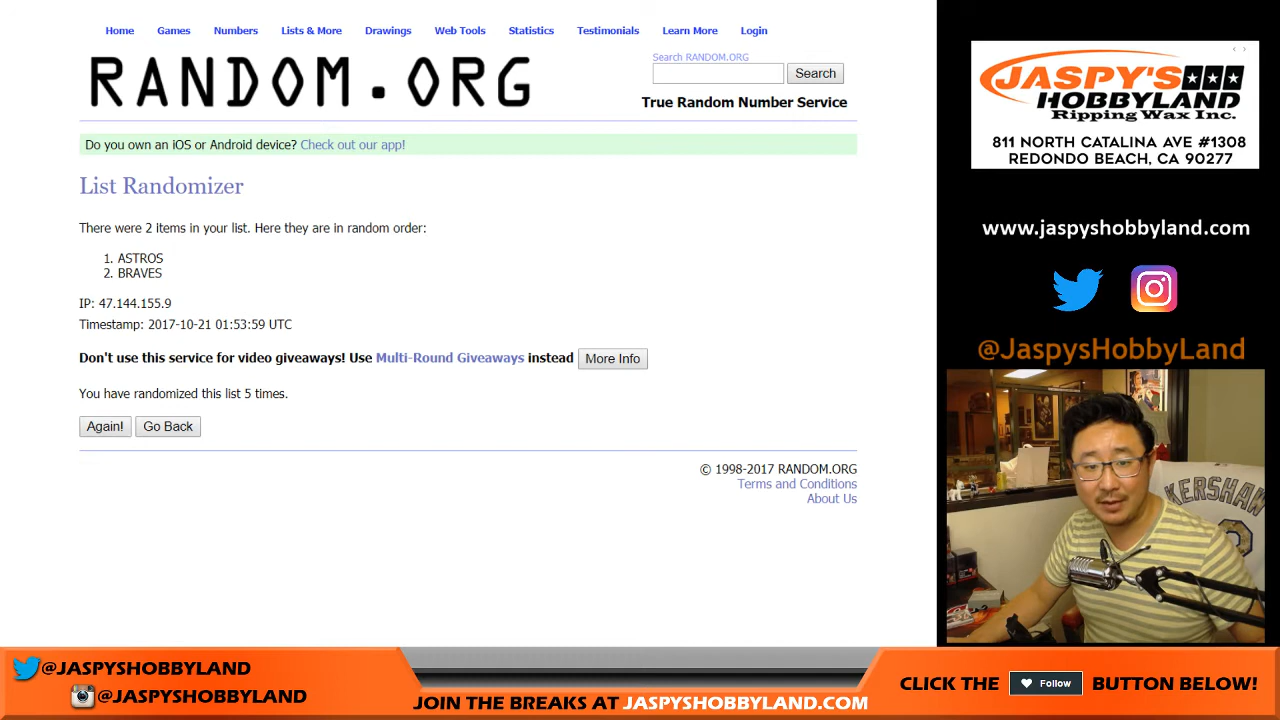 Home Games Numbers Lists & More Drawings Web Tools Statistics Testimonials Learn More Login
RANDOM.ORG
Search RANDOM.ORG
Search
True Random Number Service
Do you own an iOS or Android device? Check out our app!
List Randomizer
There were 2 items in your list. Here they are in random order:
1. ASTROS
2. BRAVES
IP: 47.144.155.9
Timestamp: 2017-10-21 01:53:59 UTC
Don't use this service for video giveaways! Use Multi-Round Giveaways instead More Info
You have randomized this list 5 times.
Again! Go Back
© 1998-2017 RANDOM.ORG
Terms and Conditions
About Us
JASPY'S
HOBBYLAND
Ripping Wax Inc.
811 NORTH CATALINA AVE #1308
REDONDO BEACH, CA 90277
www.jaspyshobbyland.com
@JaspysHobbyLand
KERSHAW
@JASPYSHOBBYLAND
@JASPYSHOBBYLAND
JOIN THE BREAKS AT JASPYSHOBBYLAND.COM
CLICK THE Follow BUTTON BELOW!